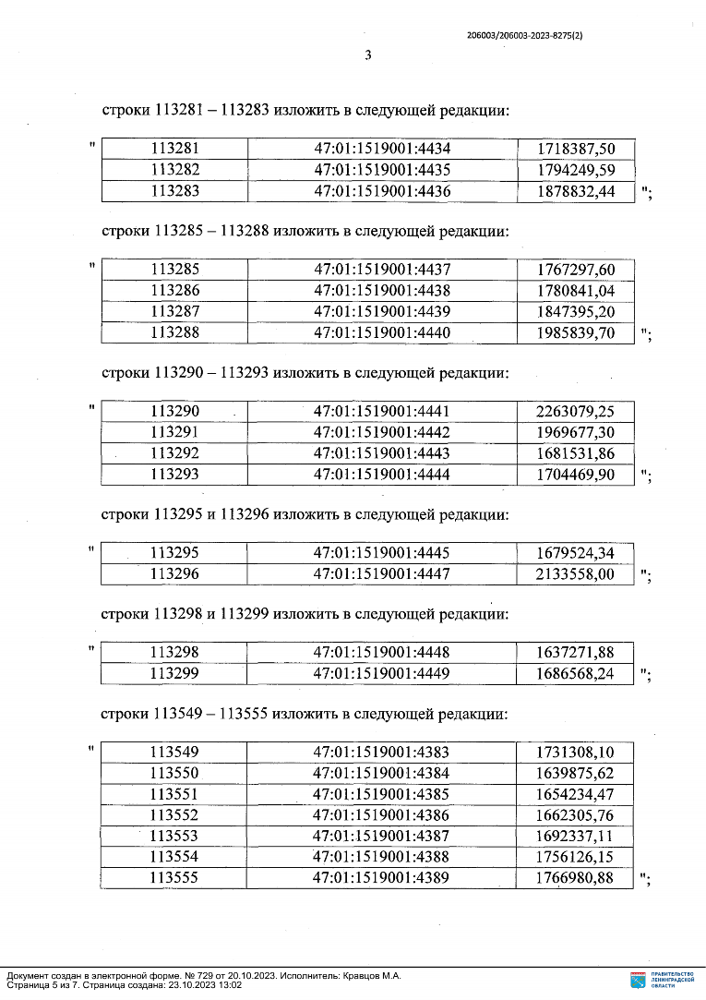 206003/206003-2023-8275(2)
3
строки 113281 – 113283 изложить в следующей редакции:
" 113281 47:01:1519001:4434 1718387,50
113282 47:01:1519001:4435 1794249,59
113283 47:01:1519001:4436 1878832,44 ";
строки 113285 – 113288 изложить в следующей редакции:
" 113285 47:01:1519001:4437 1767297,60
113286 47:01:1519001:4438 1780841,04
113287 47:01:1519001:4439 1847395,20
113288 47:01:1519001:4440 1985839,70 ";
строки 113290 – 113293 изложить в следующей редакции:
" 113290 47:01:1519001:4441 2263079,25
113291 47:01:1519001:4442 1969677,30
113292 47:01:1519001:4443 1681531,86
113293 47:01:1519001:4444 1704469,90 ";
строки 113295 и 113296 изложить в следующей редакции:
" 113295 47:01:1519001:4445 1679524,34
113296 47:01:1519001:4447 2133558,00 ";
строки 113298 и 113299 изложить в следующей редакции:
" 113298 47:01:1519001:4448 1637271,88
113299 47:01:1519001:4449 1686568,24 ";
строки 113549 – 113555 изложить в следующей редакции:
" 113549 47:01:1519001:4383 1731308,10
113550 47:01:1519001:4384 1639875,62
113551 47:01:1519001:4385 1654234,47
113552 47:01:1519001:4386 1662305,76
113553 47:01:1519001:4387 1692337,11
113554 47:01:1519001:4388 1756126,15
113555 47:01:1519001:4389 1766980,88 ";
Документ создан в электронной форме. № 729 от 20.10.2023. Исполнитель: Кравцов М.А.
Страница 5 из 7. Страница создана: 23.10.2023 13:02
ПРАВИТЕЛЬСТВО
ЛЕНИНГРАДСКОЙ
ОБЛАСТИ